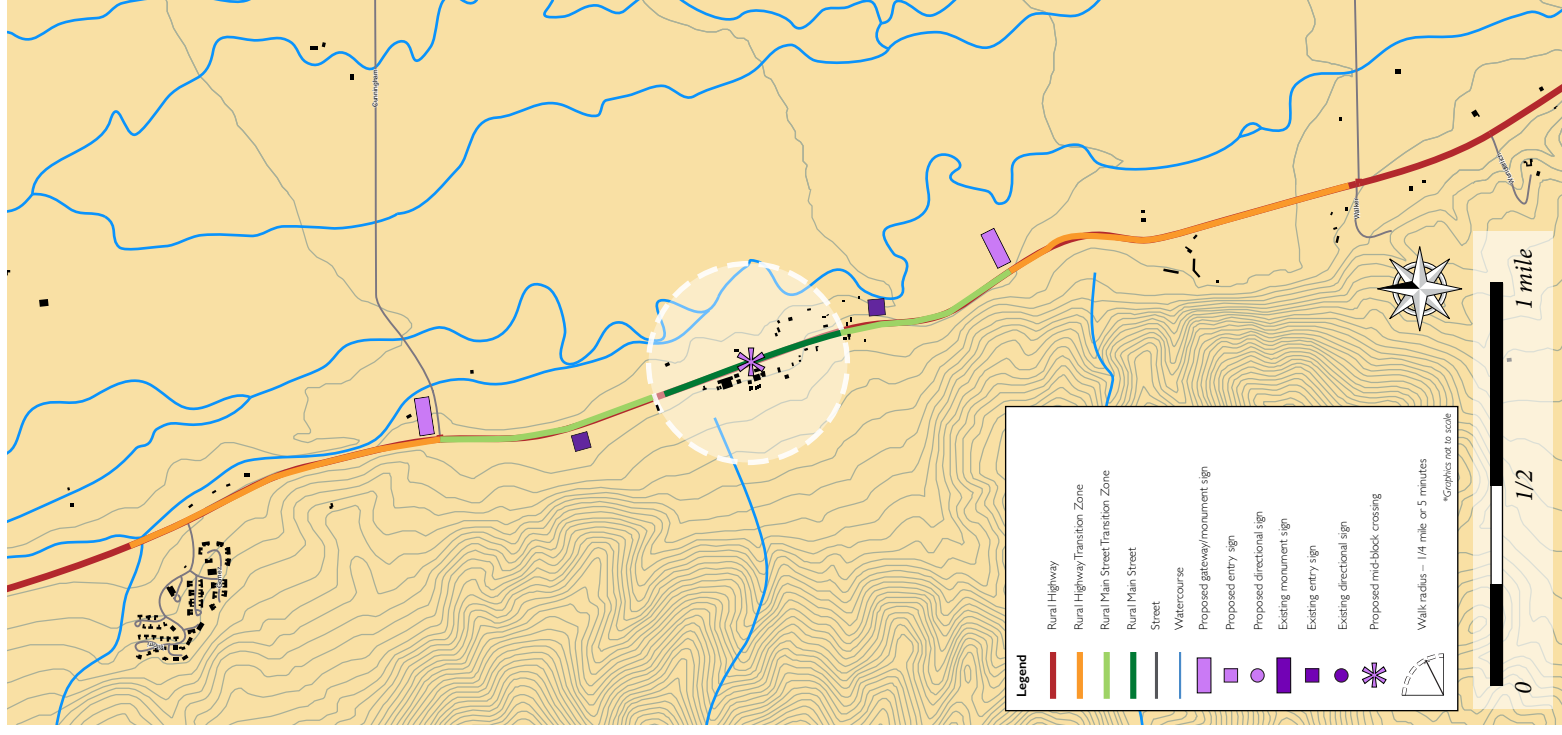 Cunningham
Walker
Legend
Rural Highway
Rural Highway Transition Zone
Rural Main Street Transition Zone
Rural Main Street
Street
Watercourse
Proposed gateway/monument sign
Proposed entry sign
Proposed directional sign
Existing monument sign
Existing entry sign
Existing directional sign
Proposed mid-block crossing
Walk radius – 1/4 mile or 5 minutes
*Graphics not to scale
0 1/2 1 mile